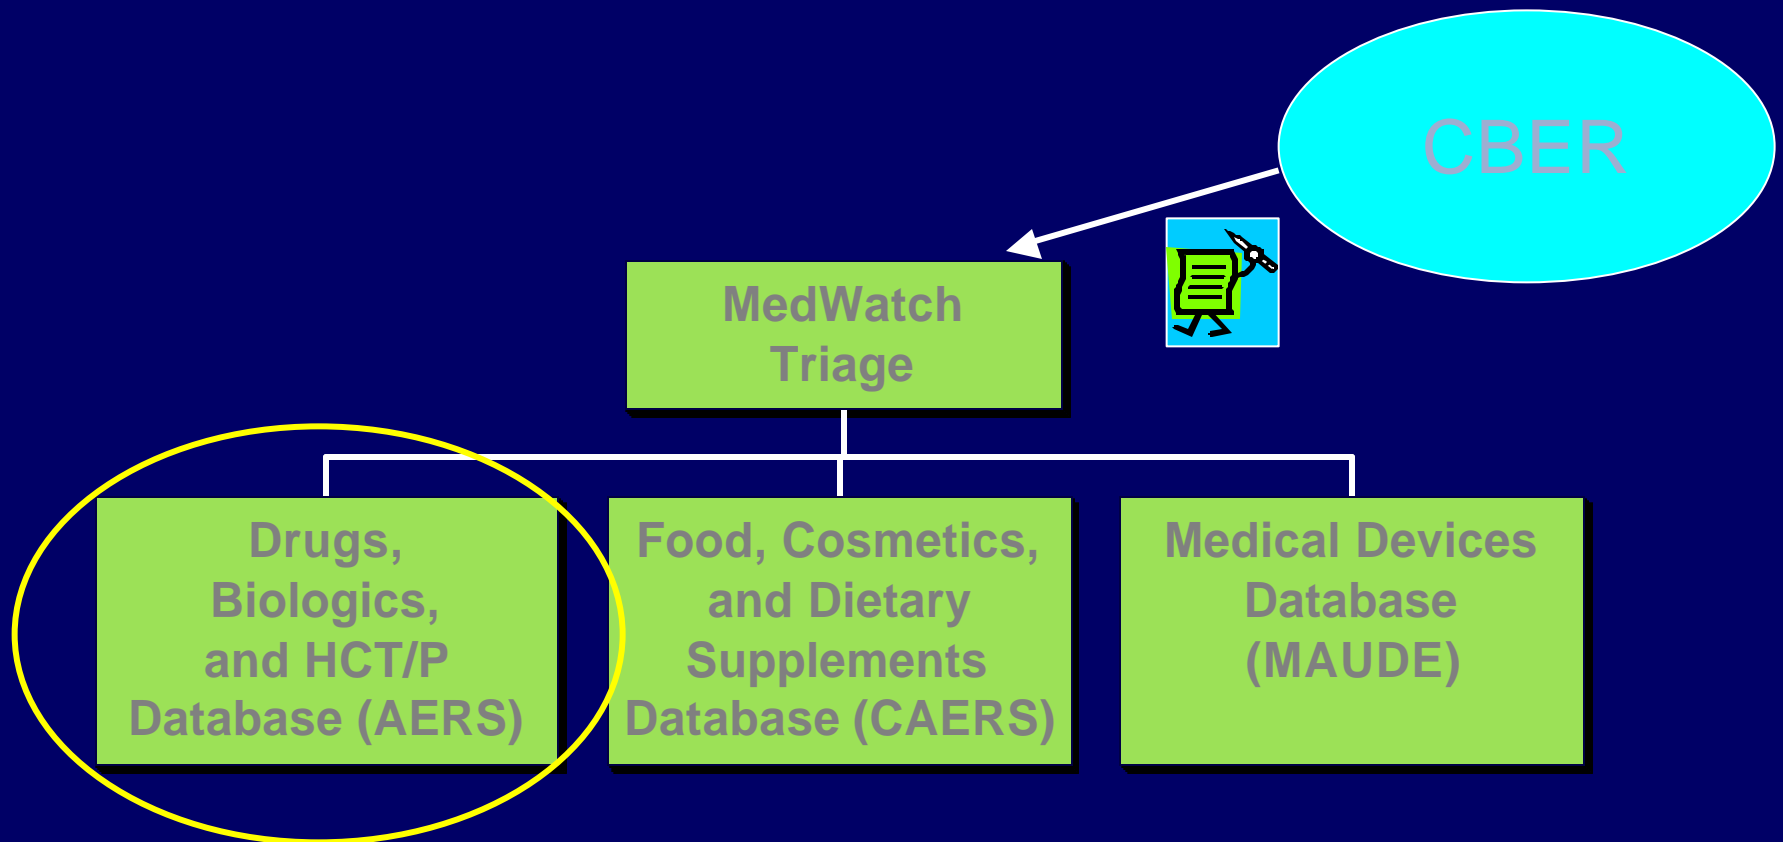 CBER
MedWatch
Triage
Drugs,
Biologics,
and HCT/P
Database (AERS)
Food, Cosmetics,
and Dietary
Supplements
Database (CAERS)
Medical Devices
Database
(MAUDE)